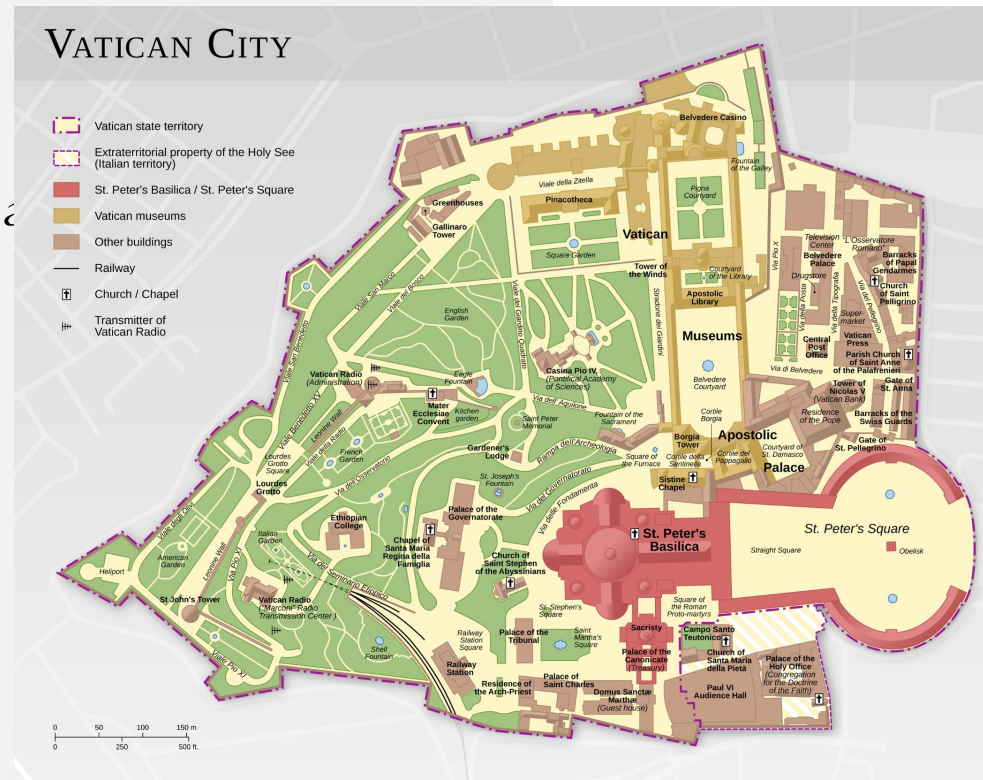 VATICAN CITY
Vatican state territory
Extraterritorial property of the Holy See
(Italian territory)
St. Peter's Basilica / St. Peter's Square
Vatican museums
Other buildings
Railway
Church / Chapel
Transmitter of
Vatican Radio
Belvedere Casino
Fountain
of the Galley
Viale della Zitella
Pinacotheca
Pigna
Courtyard
Greenhouses
Gallinaro
Tower
Vatican
Square Garden
Tower of
the Winds
Courtyard
of the Library
Apostolic
Library
Via Pio X
Television
Center
"L'Osservatore
Romano"
Belvedere
Palace
Drugstore
Barracks
of Papal
Gendarmes
Church
of Saint
Pellegrino
Via della Posta
Via della Tipografia
Via del Pellegrino
Super-
market
Vatican
Press
Central
Post
Office
Parish Church
of Saint Anne
of the Palafrenieri
Via di Belvedere
Gate of
St. Anna
Tower of
Nicolas V
(Vatican Bank)
Residence
of the Pope
Barracks of the
Swiss Guards
Gate of
St. Pellegrino
Viale San Marco
Viale del Bosco
English
Garden
Viale del Giardino Quadrato
Stradone dei Giardini
Museums
Belvedere
Courtyard
Cortile
Borgia
Viale San Benedetto
Vatican Radio
(Administration)
Eagle
Fountain
Casina Pio IV.
(Pontifical Academy
of Sciences)
Mater
Ecclesiae
Convent
Kitchen
garden
Via dell' Aquilone
Saint Peter
Memorial
Fountain of the
Sacrament
Viale Benedetto XV
Leonine Wall
Viale della Radio
French
Garden
Gardener's
Lodge
Rampa dell'Archeologia
Square of
the Furnace
Borgia
Tower
Cortile della
Sentinella
Cortile del
Pappagallo
Apostolic
Palace
Courtyard of
St. Damasco
Sistine
Chapel
Lourdes
Grotto
Square
Lourdes
Grotto
Via dell'Osservatorio
St. Joseph's
Fountain
Via del Governatorato
Via delle Fondamenta
Palace of the
Governorate
Viale degli Olivi
Ethiopian
College
Chapel of
Santa Maria
Regina della
Famiglia
St. Peter's
Basilica
St. Peter's Square
Straight Square
Obelisk
Italian
Garden
American
Garden
Heliport
Leonine Wall
Via Pio XI
Via del Seminario Etiopico
Church of
Saint Stephen
of the Abyssinians
St John's Tower
Vatican Radio
("Marconi" Radio
Transmission Center )
St. Stephen's
Square
Square of
the Roman
Proto-martyrs
Shell
Fountain
Railway
Station
Square
Palace of the
Tribunal
Saint
Martha's
Square
Sacristy
Palace of the
Canonicate
(Treasury)
Campo Santo
Teutonico
Church of
Santa Maria
della Pietà
Palace of the
Holy Office
(Congregation
for the Doctrine
of the Faith)
Viale Pio XI
Railway
Station
Residence of
the Arch-Priest
Palace of
Saint Charles
Domus Sanctæ
Marthæ
(Guest house)
Paul VI
Audience Hall
0 50 100 150 m
0 250 500 ft.